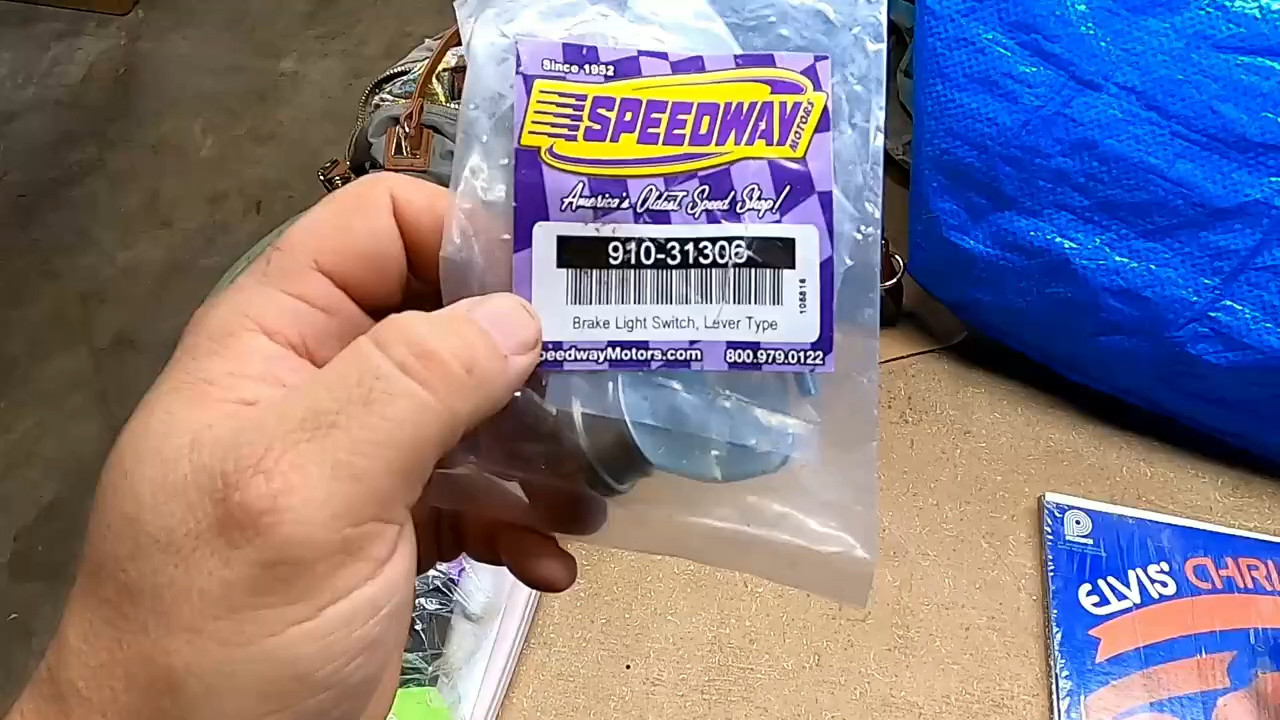 Since 1952
SPEEDWAY
MOTORS
America's Oldest Speed Shop!
910-31306
105816
Brake Light Switch, Lever Type
peedwayMotors.com 800.979.0122
ELVIS' CHRI